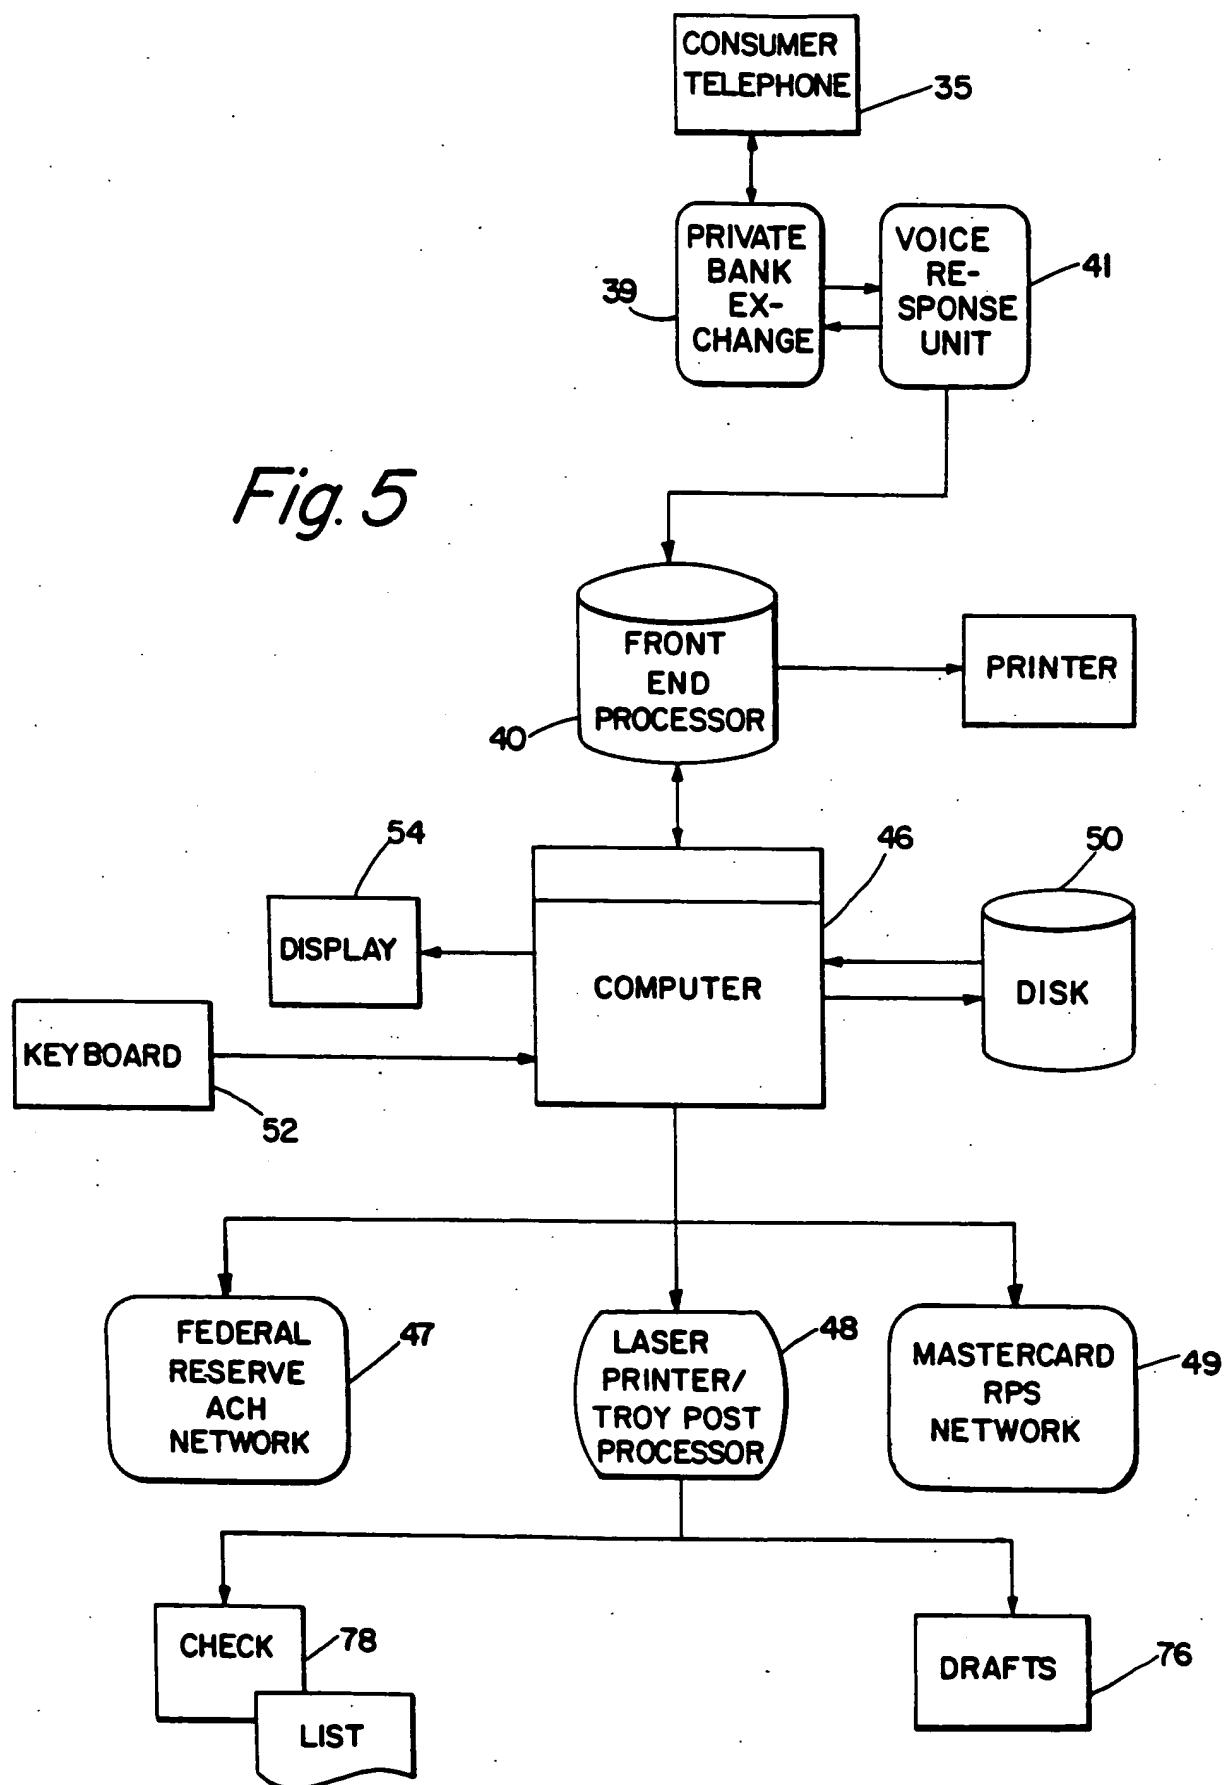 CONSUMER
TELEPHONE
35
PRIVATE
BANK
EX-
CHANGE
39
VOICE
RE-
SPONSE
UNIT
41
Fig. 5
FRONT
END
PROCESSOR
40
PRINTER
54
46
50
DISPLAY
COMPUTER
DISK
KEYBOARD
52
FEDERAL
RESERVE
ACH
NETWORK
47
LASER
PRINTER/
TROY POST
PROCESSOR
48
MASTERCARD
RPS
NETWORK
49
CHECK
78
LIST
DRAFTS
76